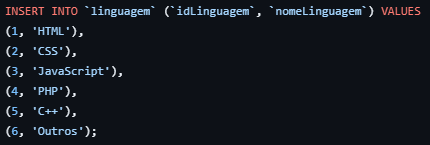 INSERT INTO `linguagem` (`idLinguagem`, `nomeLinguagem`) VALUES
(1, 'HTML'),
(2, 'CSS'),
(3, 'JavaScript'),
(4, 'PHP'),
(5, 'C++'),
(6, 'Outros');